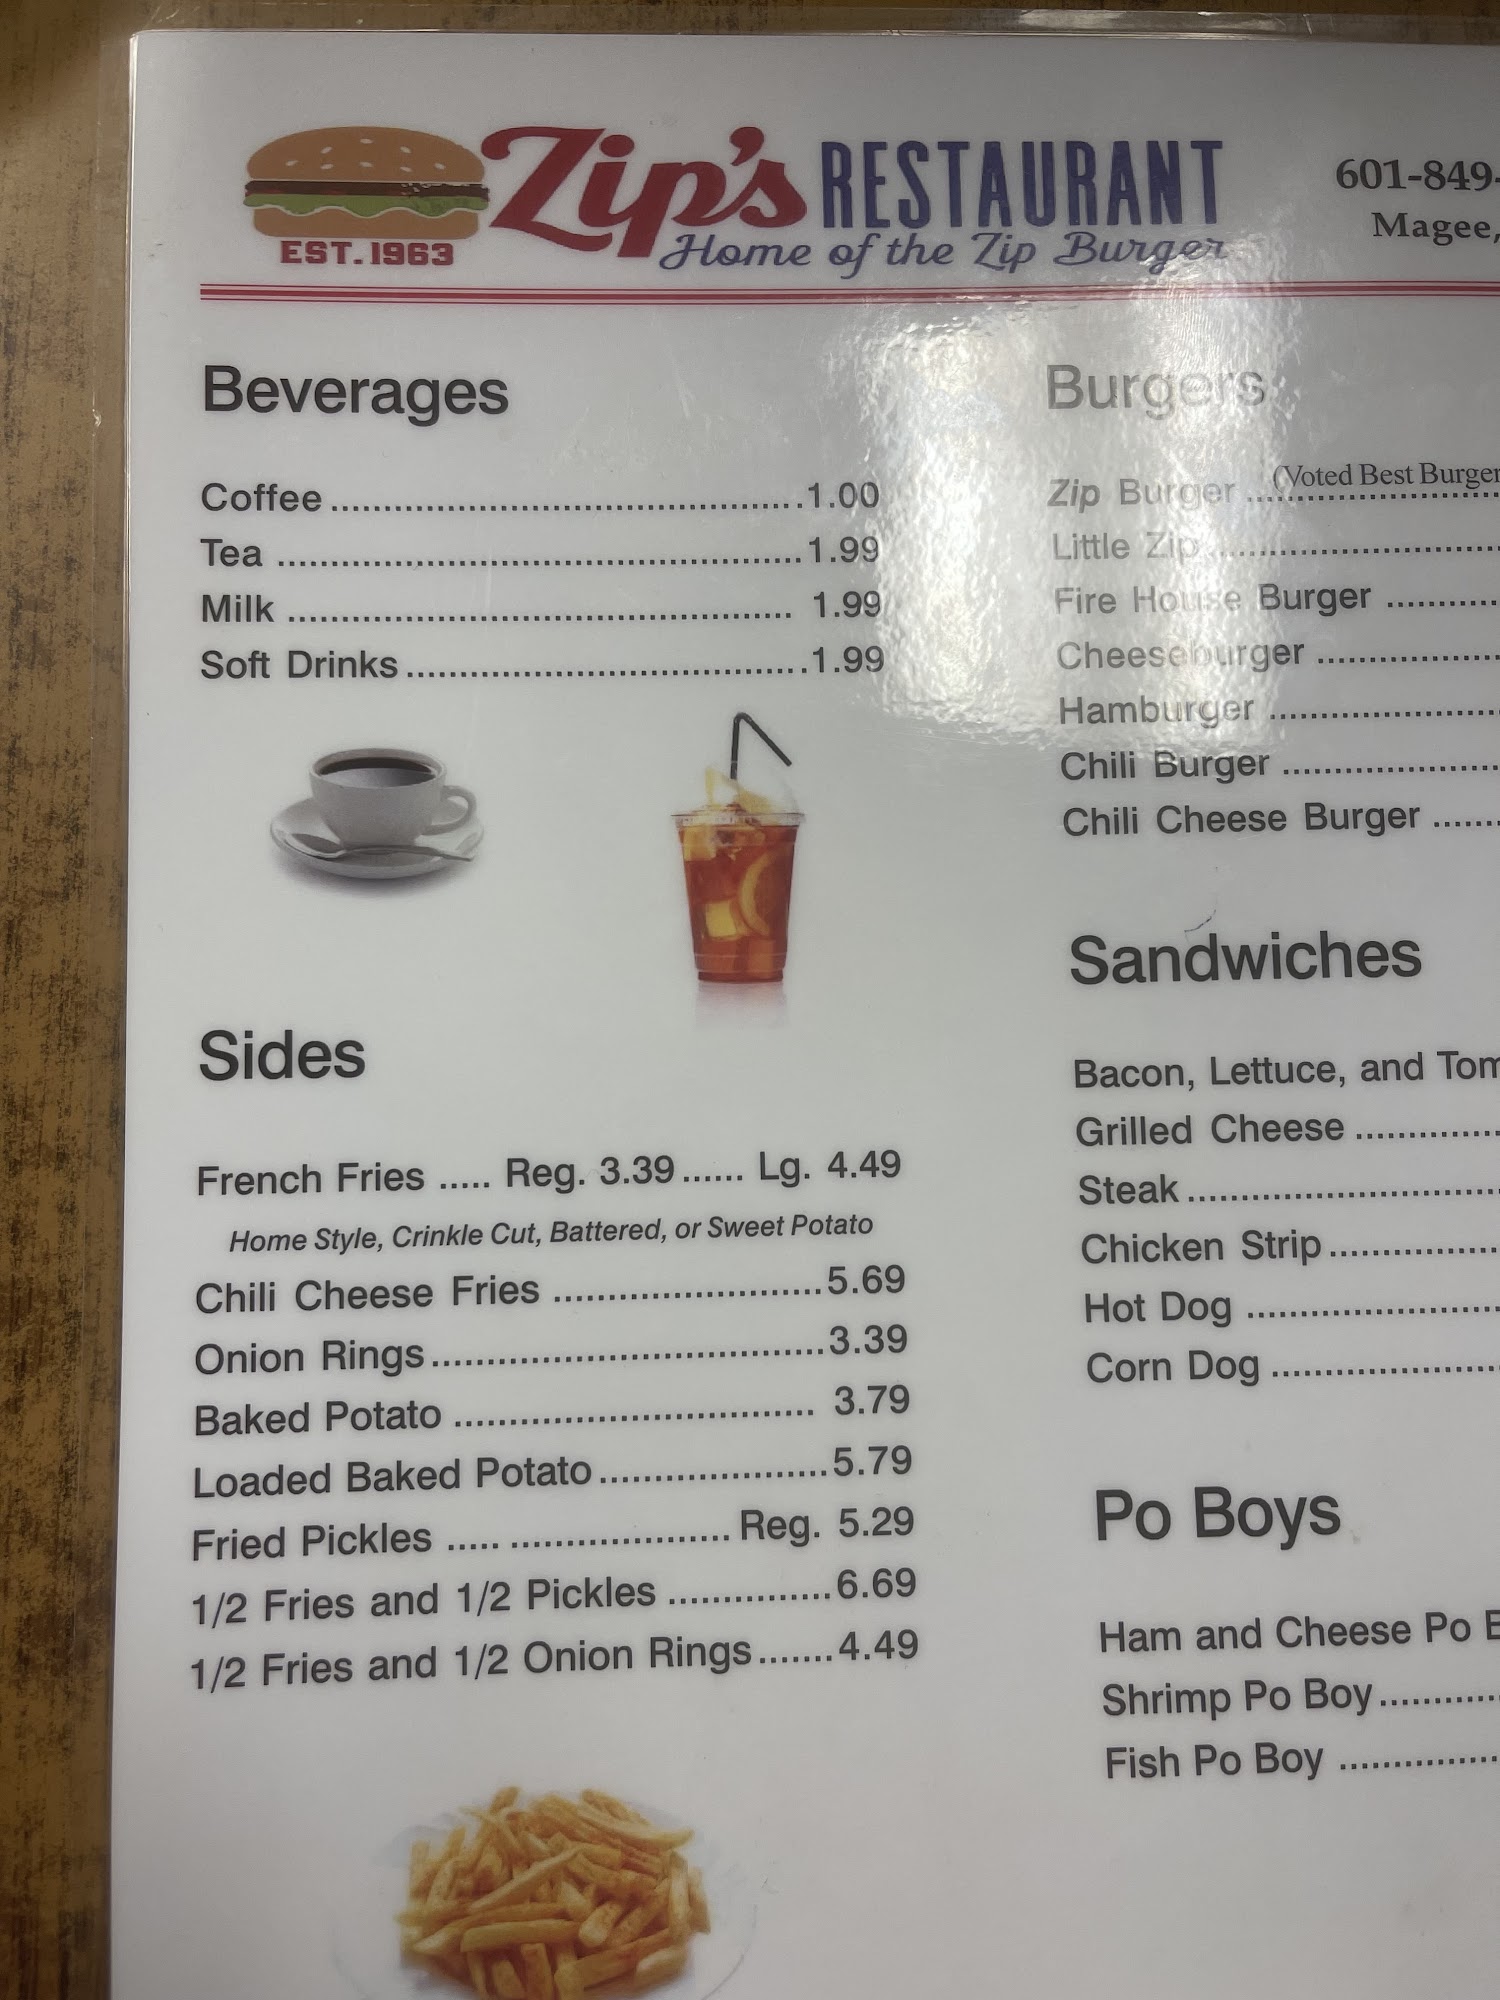 Zip's RESTAURANT
EST. 1963
Home of the Zip Burger
601-849-
Magee,
Beverages
Coffee ........ 1.00
Tea ........ 1.99
Milk ........ 1.99
Soft Drinks ........ 1.99
Sides
French Fries ..... Reg. 3.39 ...... Lg. 4.49
Home Style, Crinkle Cut, Battered, or Sweet Potato
Chili Cheese Fries ........ 5.69
Onion Rings ........ 3.39
Baked Potato ........ 3.79
Loaded Baked Potato ........ 5.79
Fried Pickles ........ Reg. 5.29
1/2 Fries and 1/2 Pickles ........ 6.69
1/2 Fries and 1/2 Onion Rings ....... 4.49
Burgers
Zip Burger ... (Voted Best Burger
Little Zip ........
Fire House Burger ........
Cheeseburger ........
Hamburger ........
Chili Burger ........
Chili Cheese Burger .......
Sandwiches
Bacon, Lettuce, and Tom
Grilled Cheese ........
Steak ........
Chicken Strip ........
Hot Dog ........
Corn Dog ........
Po Boys
Ham and Cheese Po B
Shrimp Po Boy ........
Fish Po Boy ........